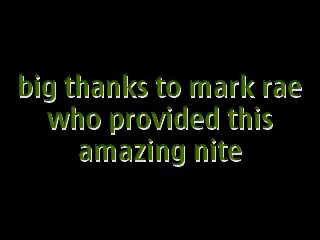 big thanks to mark rae
who provided this
amazing nite